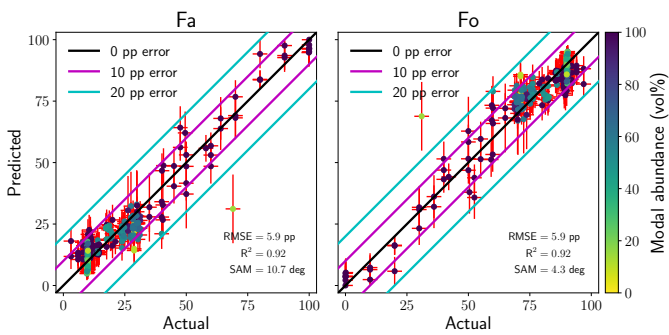 Fa
Fo
0 pp error
10 pp error
20 pp error
0 pp error
10 pp error
20 pp error
Predicted
100
75
50
25
0
RMSE = 5.9 pp
R² = 0.92
SAM = 10.7 deg
RMSE = 5.9 pp
R² = 0.92
SAM = 4.3 deg
0 25 50 75 100
0 25 50 75 100
Actual
Actual
100
80
60
40
20
0
Modal abundance (vol%)